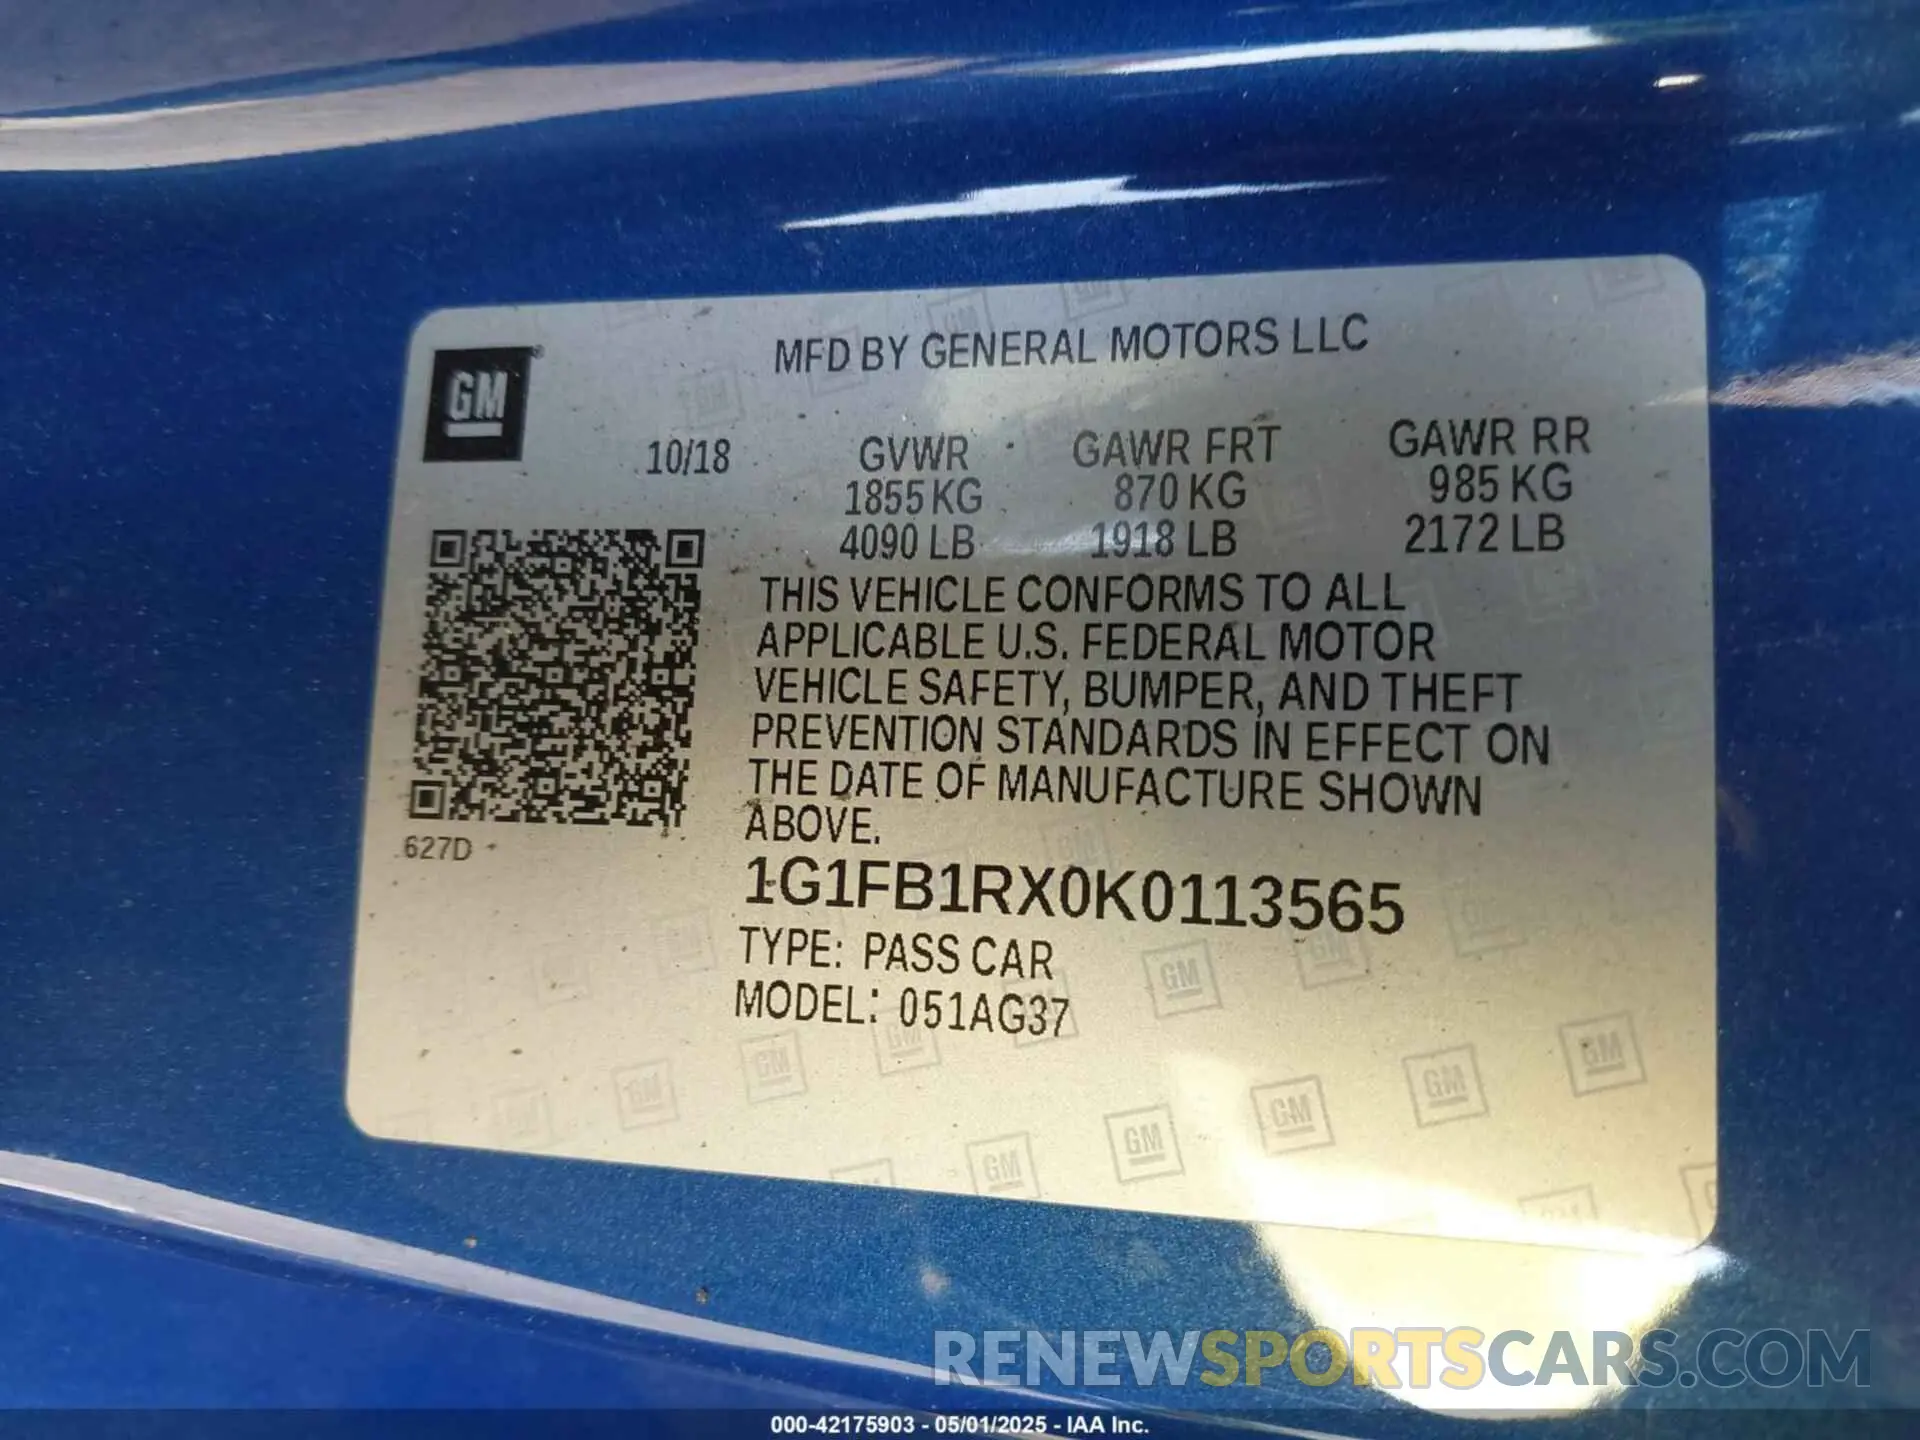 MFD BY GENERAL MOTORS LLC
GM
10/18 GVWR GAWR FRT GAWR RR
1855 KG 870 KG 985 KG
4090 LB 1918 LB 2172 LB
THIS VEHICLE CONFORMS TO ALL
APPLICABLE U.S. FEDERAL MOTOR
VEHICLE SAFETY, BUMPER, AND THEFT
PREVENTION STANDARDS IN EFFECT ON
THE DATE OF MANUFACTURE SHOWN
ABOVE.
627D
1G1FB1RX0K0113565
TYPE: PASS CAR
MODEL: 051AG37
RENEWSPORTSCARS.COM
000-42175903 - 05/01/2025 - IAA Inc.